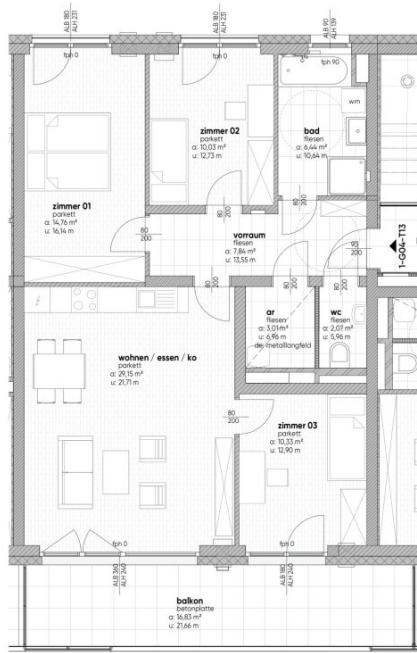 ALB 180
ALH 231
ALB 180
ALH 231
ALB 90
ALH 139
fph 0
fph 0
fph 90
wm
zimmer 02
parkett
a: 10,03 m²
u: 12,73 m
bad
fliesen
a: 6,44 m²
u: 10,64 m
zimmer 01
parkett
a: 14,76 m²
u: 16,14 m
80
200
80
200
80
200
vorraum
fliesen
a: 7,84 m²
u: 13,55 m
90
200
1-G04-T13
80
200
80
200
80
200
ar
fliesen
a: 3,01 m²
u: 6,96 m
de. metalllangfeld
wc
fliesen
a: 2,07 m²
u: 5,96 m
wohnen / essen / ko
parkett
a: 29,15 m²
u: 21,71 m
80
200
zimmer 03
parkett
a: 10,33 m²
u: 12,90 m
fph 0
fph 0
ALB 360
ALH 240
ALB 180
ALH 240
balkon
betonplatte
a: 16,83 m²
u: 21,66 m